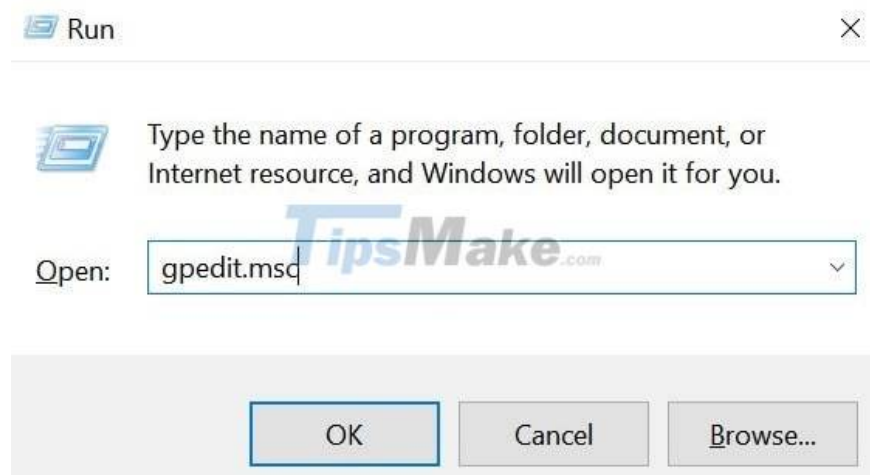 Run
Type the name of a program, folder, document, or
Internet resource, and Windows will open it for you.
TipsMake.com
Open: gpedit.msc
OK Cancel Browse...